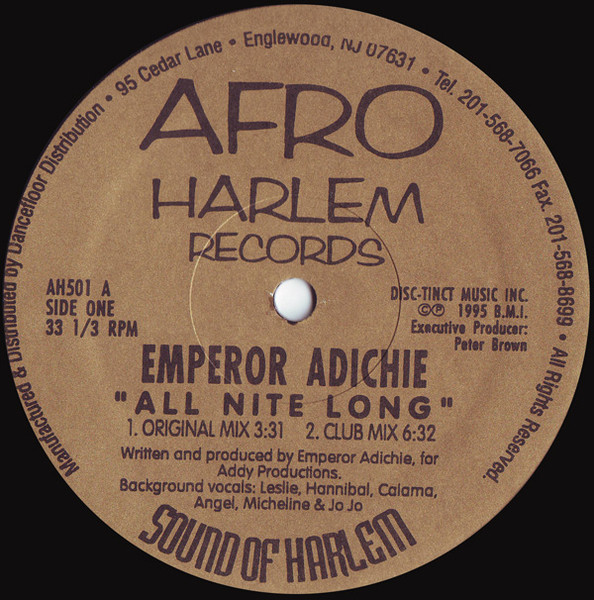 Manufactured & Distributed by Dancefloor Distribution • 95 Cedar Lane • Englewood, NJ 07631 • Tel. 201-568-7066 Fax. 201-568-8699 • All Rights Reserved.
AFRO
HARLEM
RECORDS
AH501 A
SIDE ONE
33 1/3 RPM
DISC-TINCT MUSIC INC.
©℗ 1995 B.M.I.
Executive Producer:
Peter Brown
EMPEROR ADICHIE
"ALL NITE LONG"
1. ORIGINAL MIX 3:31 2. CLUB MIX 6:32
Written and produced by Emperor Adichie, for
Addy Productions.
Background vocals: Leslie, Hannibal, Calama,
Angel, Micheline & Jo Jo
SOUND OF HARLEM